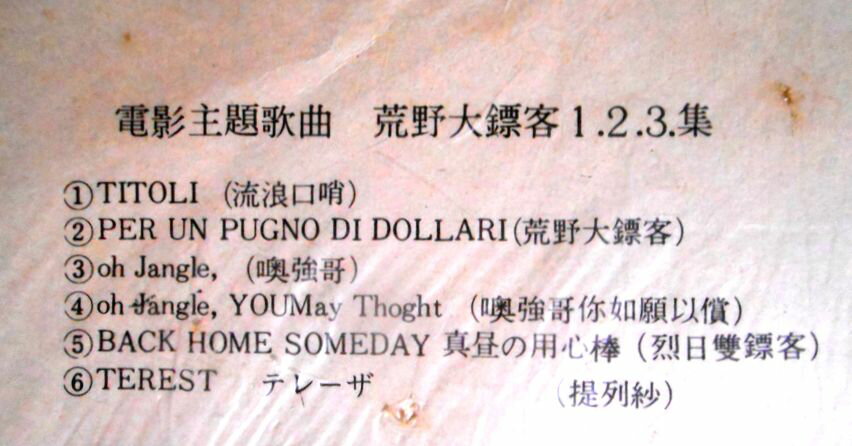 電影主題歌曲　荒野大鏢客1.2.3.集
①TITOLI (流浪口哨)
②PER UN PUGNO DI DOLLARI(荒野大鏢客)
③oh Jangle, (噢強哥)
④oh Jangle, YOUMay Thoght (噢強哥你如願以償)
⑤BACK HOME SOMEDAY 真昼の用心棒 (烈日雙鏢客)
⑥TEREST テレーザ (提列紗)